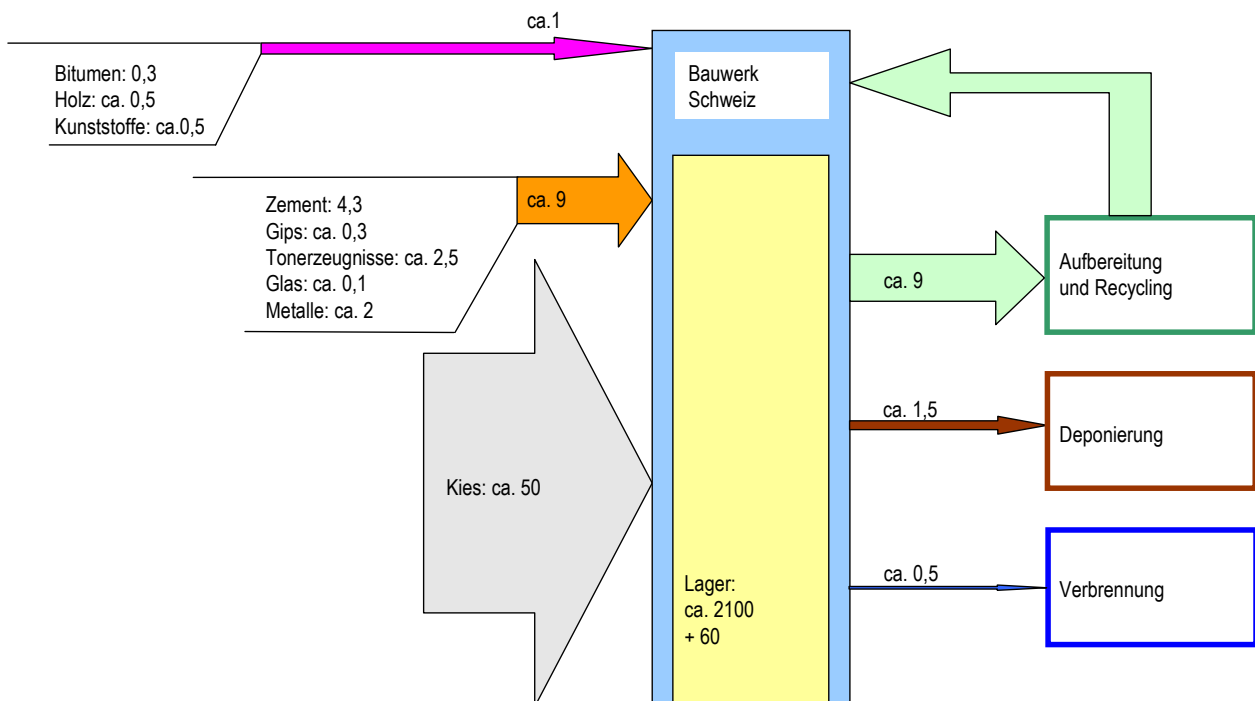 ca.1
Bitumen: 0,3
Holz: ca. 0,5
Kunststoffe: ca.0,5
Bauwerk
Schweiz
Zement: 4,3
Gips: ca. 0,3
Tonerzeugnisse: ca. 2,5
Glas: ca. 0,1
Metalle: ca. 2
ca. 9
ca. 9
Aufbereitung
und Recycling
Kies: ca. 50
ca. 1,5
Deponierung
Lager:
ca. 2100
+ 60
ca. 0,5
Verbrennung